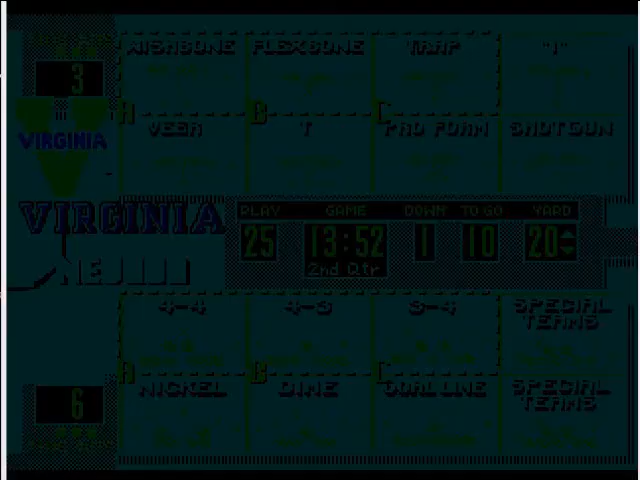 3
WISHBONE FLEXBONE TARP "I"
A B C
VIRGINIA
VEER T PRO FORM SHOTGUN
VIRGINIA
PLAY GAME DOWN TO GO YARD
25 13:52 1 10 20
2nd Qtr
4-4 4-3 3-4 SPECIAL TEAMS
A B C
6
NICKEL DIME GOAL LINE SPECIAL TEAMS